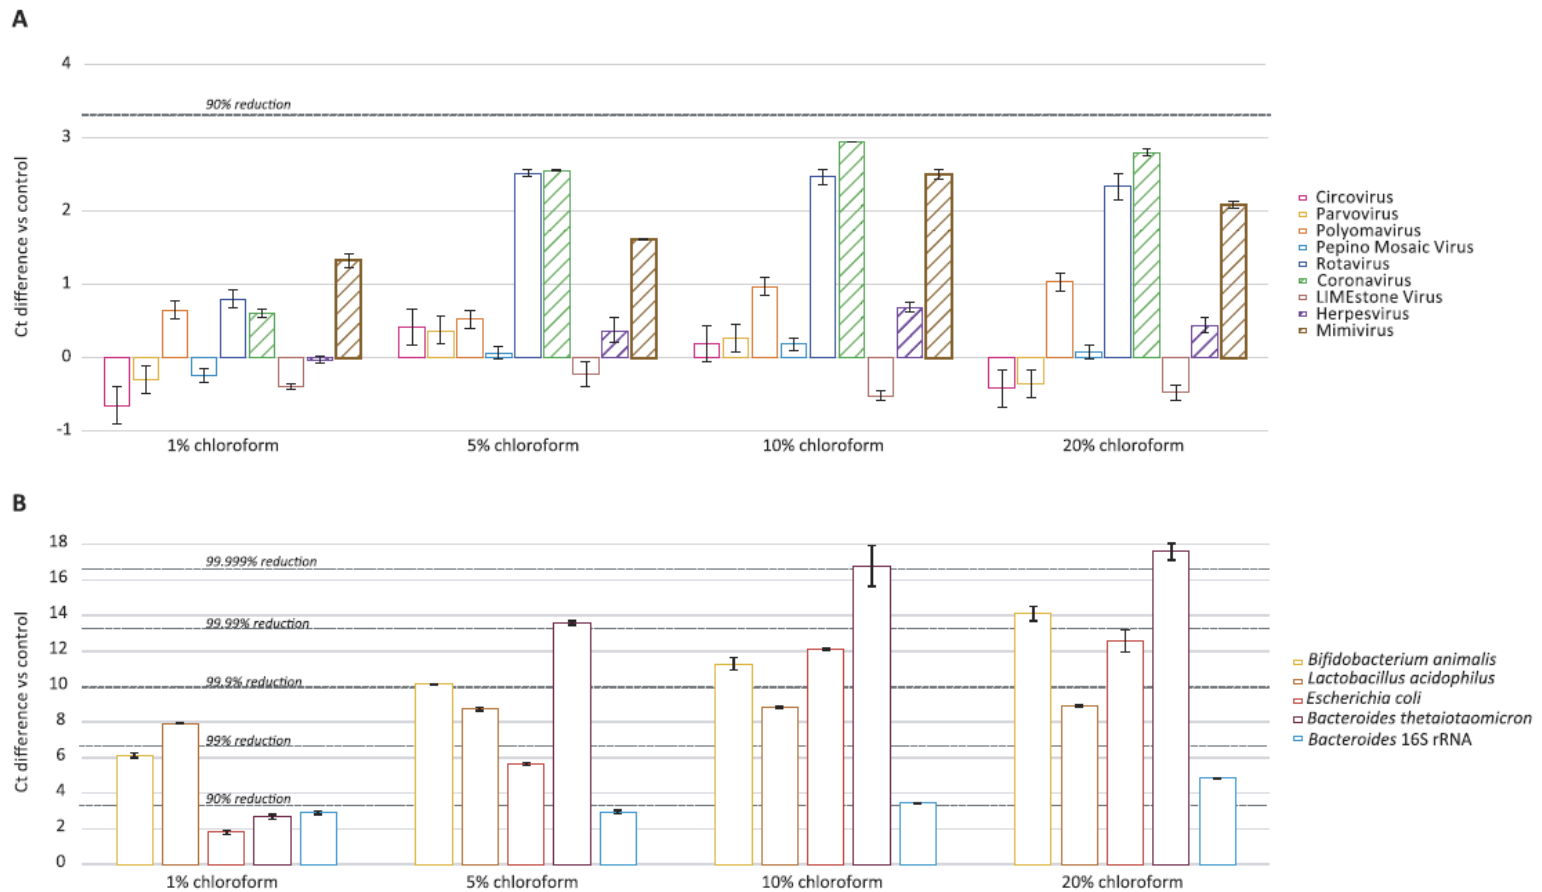 A
4
90% reduction
3
2
1
0
-1
Ct difference vs control
1% chloroform
5% chloroform
10% chloroform
20% chloroform
Circovirus
Parvovirus
Polyomavirus
Pepino Mosaic Virus
Rotavirus
Coronavirus
LIMEstone Virus
Herpesvirus
Mimivirus
B
18
99.999% reduction
16
14
99.99% reduction
12
10
99.9% reduction
8
99% reduction
6
4
90% reduction
2
0
Ct difference vs control
1% chloroform
5% chloroform
10% chloroform
20% chloroform
Bifidobacterium animalis
Lactobacillus acidophilus
Escherichia coli
Bacteroides thetaiotaomicron
Bacteroides 16S rRNA